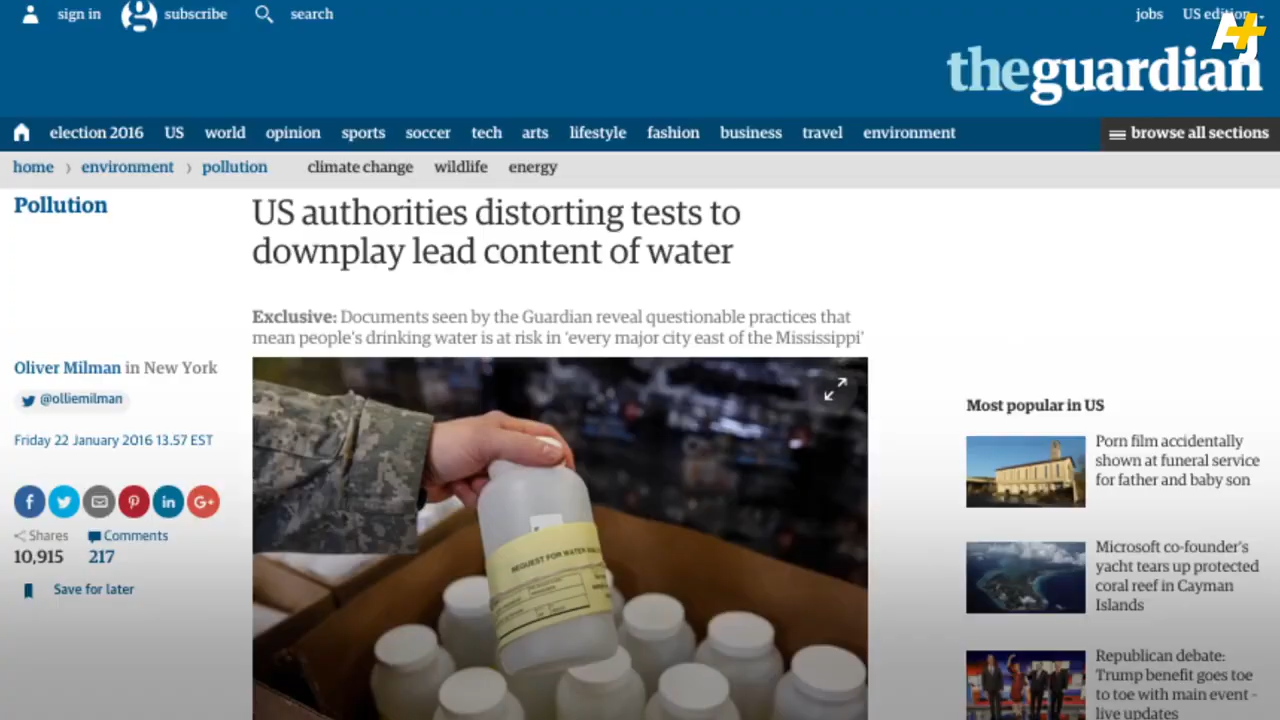 sign in
subscribe
search
jobs
US edition
theguardian
election 2016
US
world
opinion
sports
soccer
tech
arts
lifestyle
fashion
business
travel
environment
browse all sections
home › environment › pollution
climate change
wildlife
energy
Pollution
US authorities distorting tests to
downplay lead content of water
Exclusive: Documents seen by the Guardian reveal questionable practices that
mean people's drinking water is at risk in 'every major city east of the Mississippi'
Oliver Milman in New York
@olliemilman
Friday 22 January 2016 13.57 EST
Shares
10,915
Comments
217
Save for later
REQUEST FOR WATER
Most popular in US
Porn film accidentally
shown at funeral service
for father and baby son
Microsoft co-founder's
yacht tears up protected
coral reef in Cayman
Islands
Republican debate:
Trump benefit goes toe
to toe with main event -
live updates